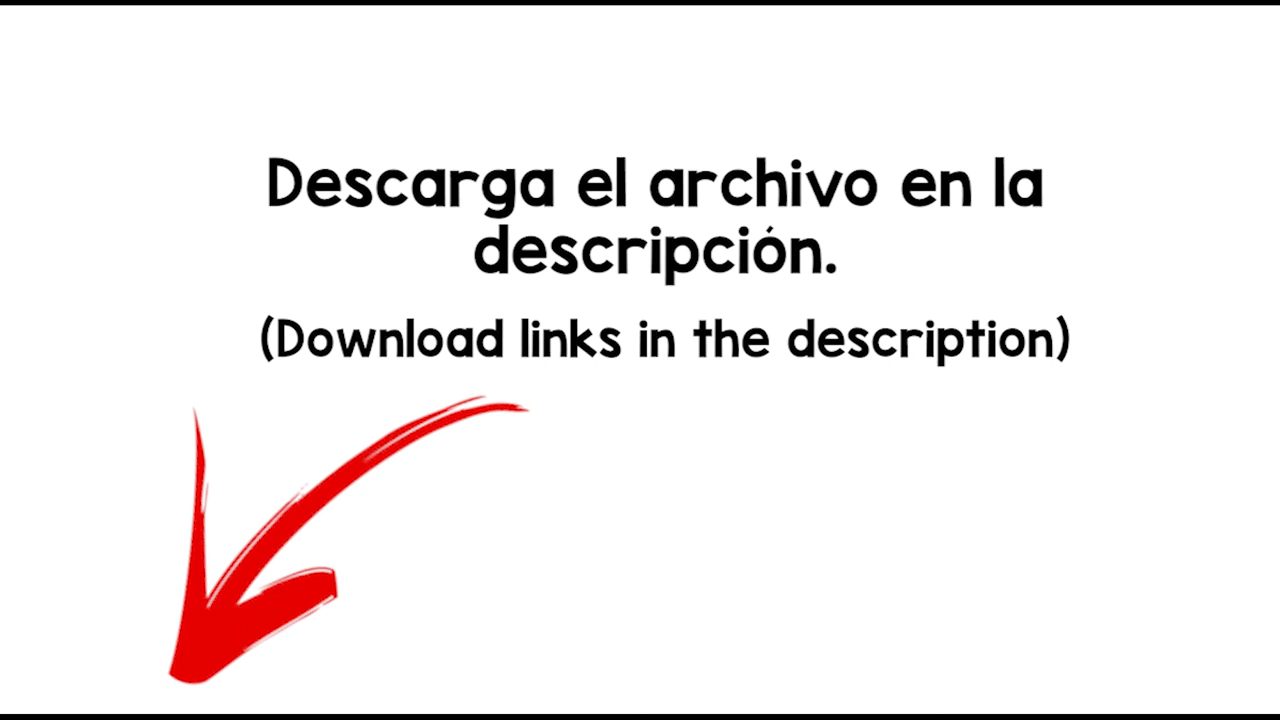 Descarga el archivo en la
descripción.
(Download links in the description)